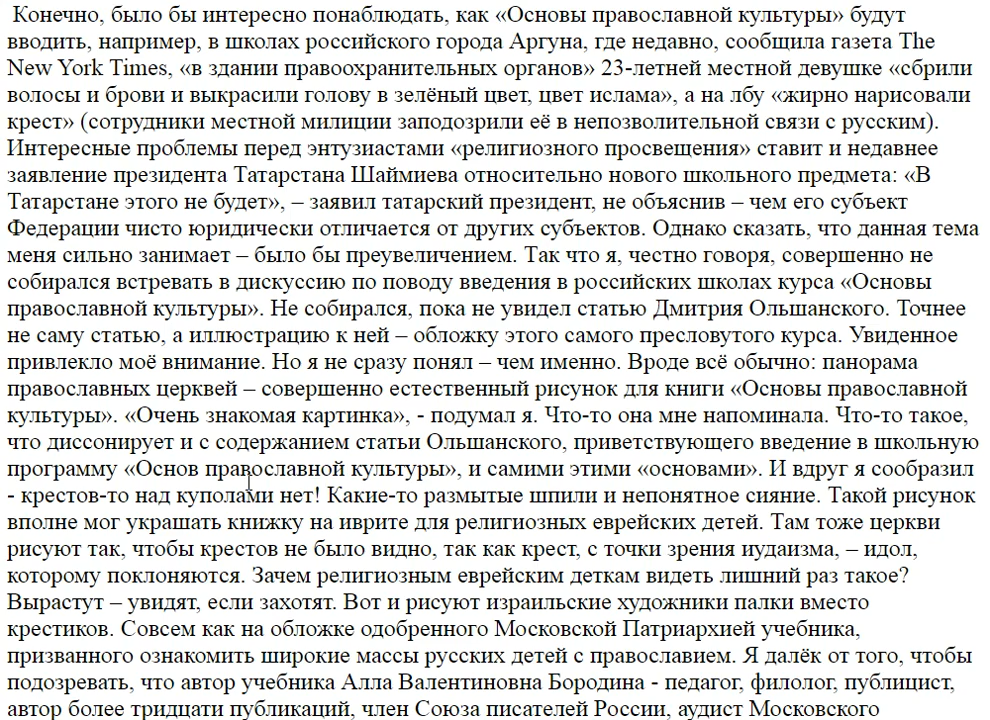 Конечно, было бы интересно понаблюдать, как «Основы православной культуры» будут
вводить, например, в школах российского города Аргуна, где недавно, сообщила газета The
New York Times, «в здании правоохранительных органов» 23-летней местной девушке «сбрили
волосы и брови и выкрасили голову в зелёный цвет, цвет ислама», а на лбу «жирно нарисовали
крест» (сотрудники местной милиции заподозрили её в непозволительной связи с русским).
Интересные проблемы перед энтузиастами «религиозного просвещения» ставит и недавнее
заявление президента Татарстана Шаймиева относительно нового школьного предмета: «В
Татарстане этого не будет», – заявил татарский президент, не объяснив – чем его субъект
Федерации чисто юридически отличается от других субъектов. Однако сказать, что данная тема
меня сильно занимает – было бы преувеличением. Так что я, честно говоря, совершенно не
собирался встревать в дискуссию по поводу введения в российских школах курса «Основы
православной культуры». Не собирался, пока не увидел статью Дмитрия Ольшанского. Точнее
не саму статью, а иллюстрацию к ней – обложку этого самого пресловутого курса. Увиденное
привлекло моё внимание. Но я не сразу понял – чем именно. Вроде всё обычно: панорама
православных церквей – совершенно естественный рисунок для книги «Основы православной
культуры». «Очень знакомая картинка», - подумал я. Что-то она мне напоминала. Что-то такое,
что диссонирует и с содержанием статьи Ольшанского, приветствующего введение в школьную
программу «Основ православной культуры», и самими этими «основами». И вдруг я сообразил
- крестов-то над куполами нет! Какие-то размытые шпили и непонятное сияние. Такой рисунок
вполне мог украшать книжку на иврите для религиозных еврейских детей. Там тоже церкви
рисуют так, чтобы крестов не было видно, так как крест, с точки зрения иудаизма, – идол,
которому поклоняются. Зачем религиозным еврейским деткам видеть лишний раз такое?
Вырастут – увидят, если захотят. Вот и рисуют израильские художники палки вместо
крестиков. Совсем как на обложке одобренного Московской Патриархией учебника,
призванного ознакомить широкие массы русских детей с православием. Я далёк от того, чтобы
подозревать, что автор учебника Алла Валентиновна Бородина - педагог, филолог, публицист,
автор более тридцати публикаций, член Союза писателей России, аудист Московского